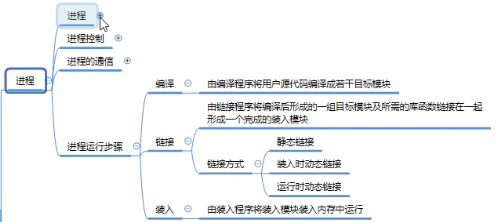 进程
进程控制
进程的通信
进程
编译
由编译程序将用户源代码编译成若干目标模块
由链接程序将编译后形成的一组目标模块及所需的库函数链接在一起
形成一个完成的装入模块
链接
静态链接
进程运行步骤
链接方式
装入时动态链接
运行时动态链接
装入
由装入程序将装入模块装入内存中运行